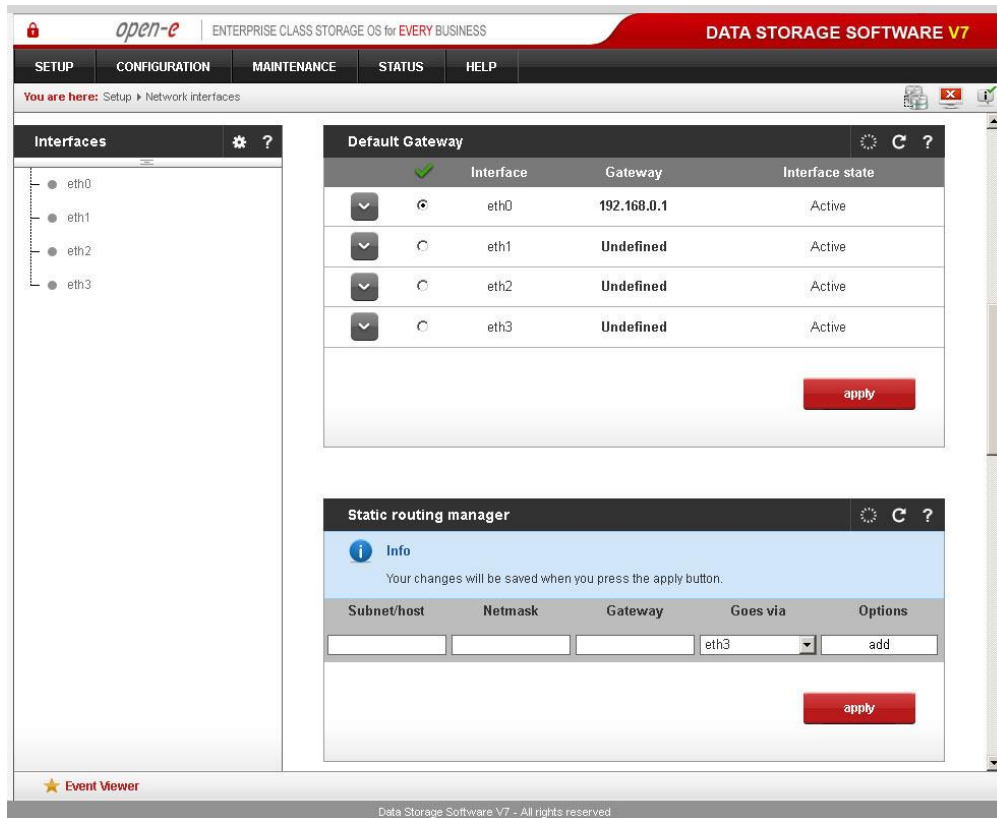 open-e ENTERPRISE CLASS STORAGE OS for EVERY BUSINESS DATA STORAGE SOFTWARE V7
SETUP CONFIGURATION MAINTENANCE STATUS HELP
You are here: Setup ▸ Network interfaces
Interfaces ?
eth0
eth1
eth2
eth3
Default Gateway ?
Interface Gateway Interface state
eth0 192.168.0.1 Active
eth1 Undefined Active
eth2 Undefined Active
eth3 Undefined Active
apply
Static routing manager ?
i Info
Your changes will be saved when you press the apply button.
Subnet/host Netmask Gateway Goes via Options
eth3 add
apply
Event Viewer
Data Storage Software V7 - All rights reserved